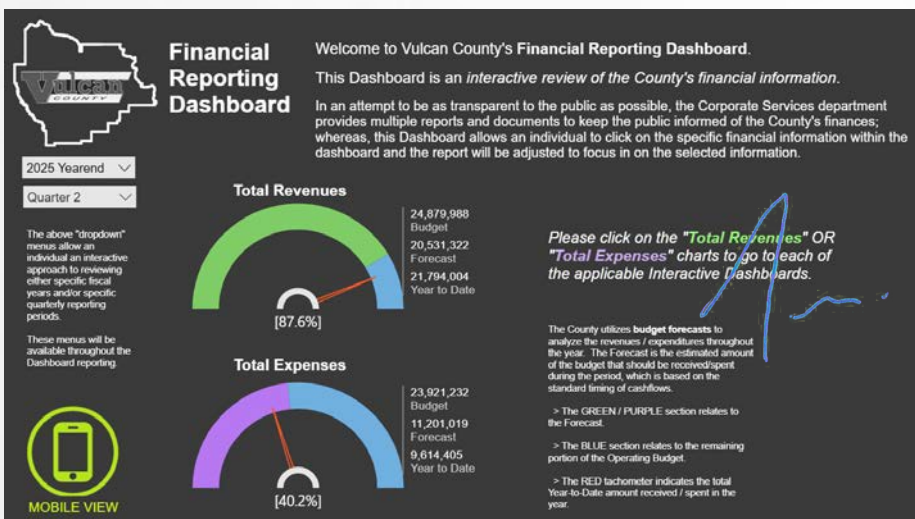 Vulcan
COUNTY
Financial
Reporting
Dashboard
Welcome to Vulcan County's Financial Reporting Dashboard.
This Dashboard is an interactive review of the County's financial information.
In an attempt to be as transparent to the public as possible, the Corporate Services department
provides multiple reports and documents to keep the public informed of the County's finances;
whereas, this Dashboard allows an individual to click on the specific financial information within the
dashboard and the report will be adjusted to focus in on the selected information.
2025 Yearend
Quarter 2
The above "dropdown"
menus allow an
individual an interactive
approach to reviewing
either specific fiscal
years and/or specific
quarterly reporting
periods.
These menus will be
available throughout the
Dashboard reporting.
MOBILE VIEW
Total Revenues
24,879,988
Budget
20,531,322
Forecast
21,794,004
Year to Date
[87.6%]
Total Expenses
23,921,232
Budget
11,201,019
Forecast
9,614,405
Year to Date
[40.2%]
Please click on the "Total Revenues" OR
"Total Expenses" charts to go to each of
the applicable Interactive Dashboards.
The County utilizes budget forecasts to
analyze the revenues / expenditures throughout
the year. The Forecast is the estimated amount
of the budget that should be received/spent
during the period, which is based on the
standard timing of cashflows.
> The GREEN / PURPLE section relates to
the Forecast.
> The BLUE section relates to the remaining
portion of the Operating Budget.
> The RED tachometer indicates the total
Year-to-Date amount received / spent in the
year.